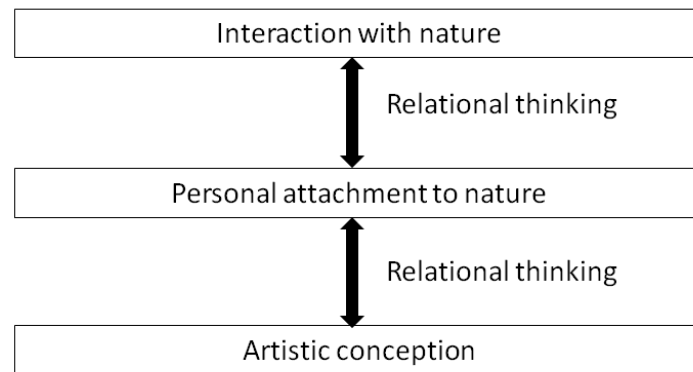 Interaction with nature
Relational thinking
Personal attachment to nature
Relational thinking
Artistic conception